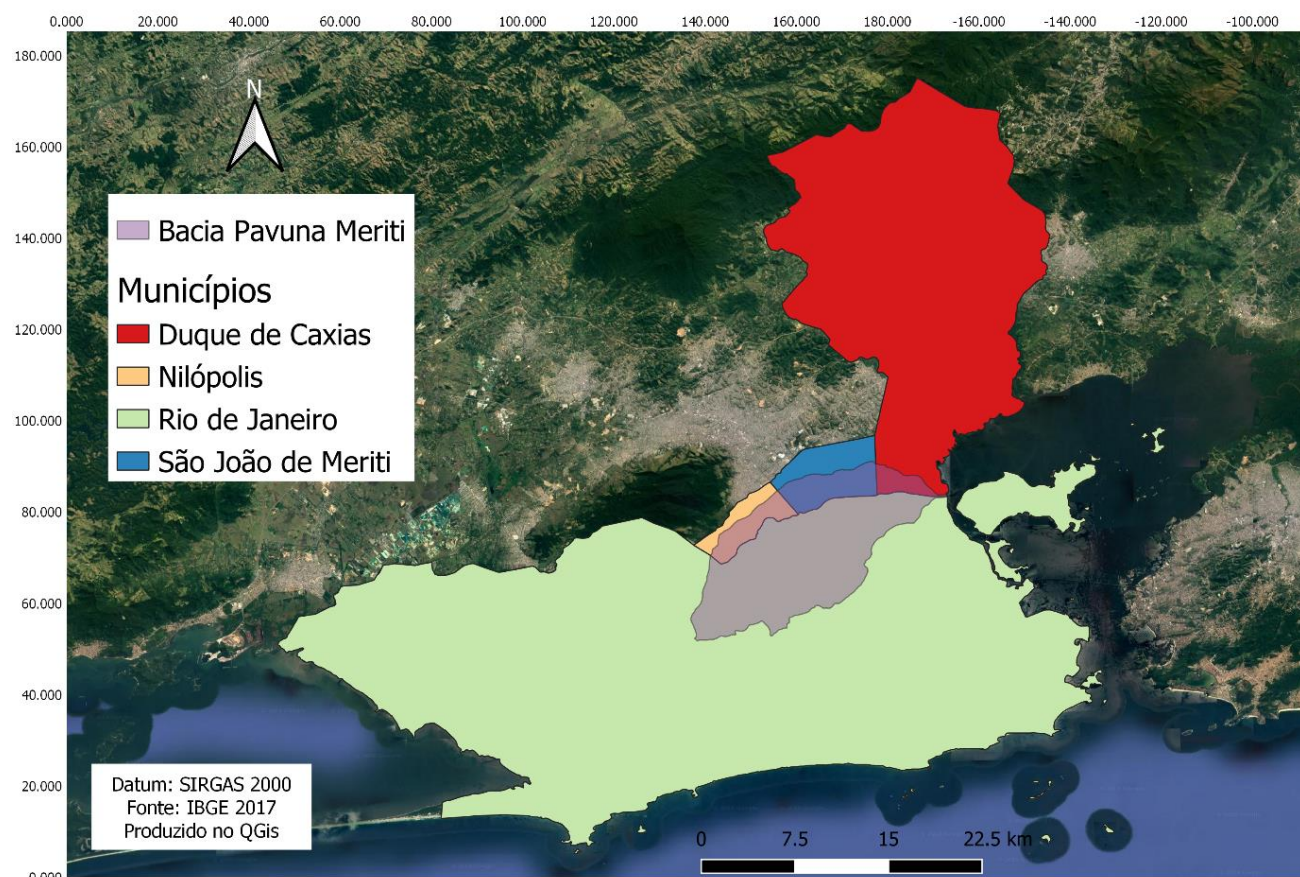 0.000 20.000 40.000 60.000 80.000 100.000 120.000 140.000 160.000 180.000 -160.000 -140.000 -120.000 -100.000
180.000
160.000
140.000
120.000
100.000
80.000
60.000
40.000
20.000
0.000
N
Bacia Pavuna Meriti
Municípios
Duque de Caxias
Nilópolis
Rio de Janeiro
São João de Meriti
Datum: SIRGAS 2000
Fonte: IBGE 2017
Produzido no QGis
0 7.5 15 22.5 km